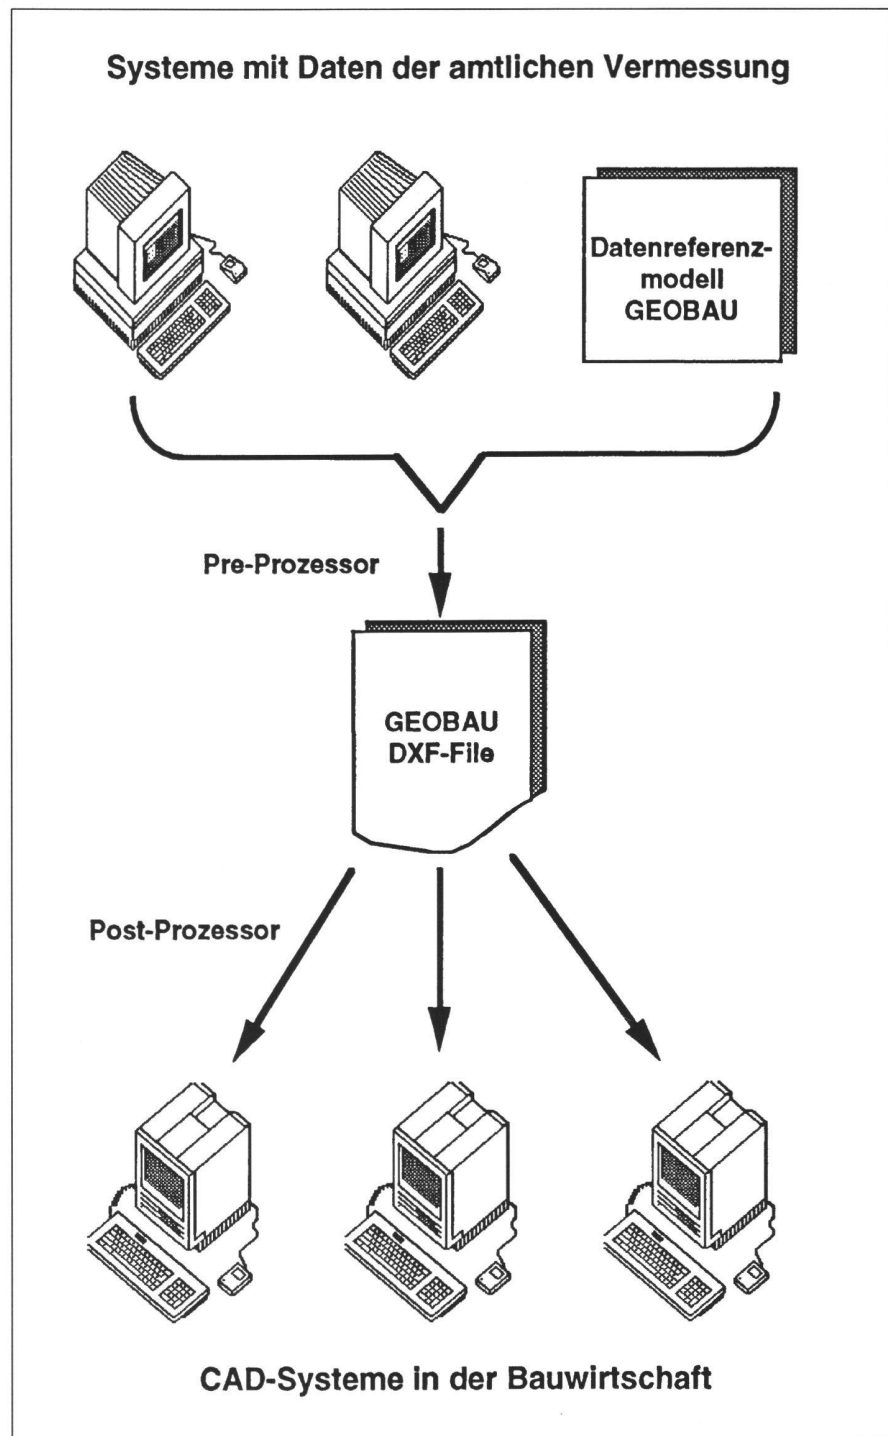 Systeme mit Daten der amtlichen Vermessung
Datenreferenz-
modell
GEOBAU
Pre-Prozessor
GEOBAU
DXF-File
Post-Prozessor
CAD-Systeme in der Bauwirtschaft